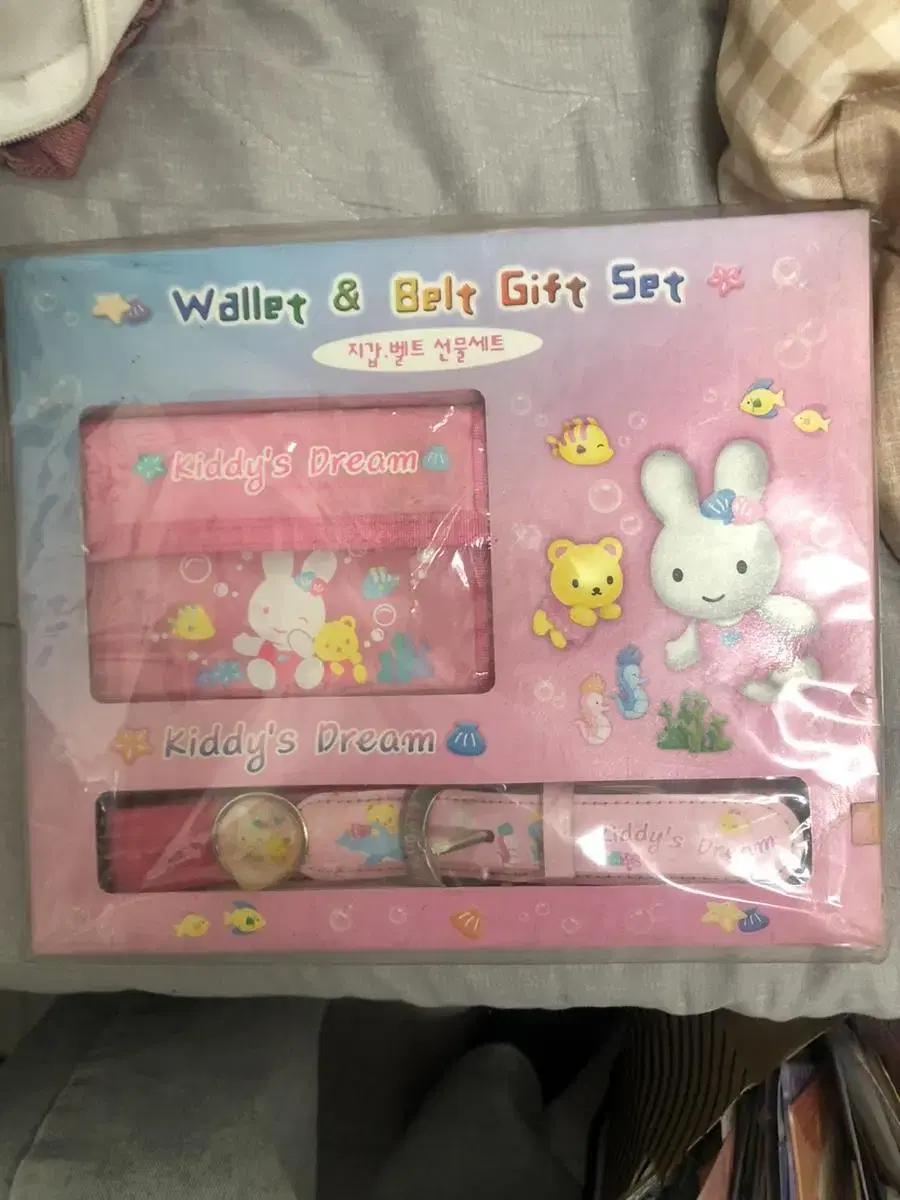 Wallet & Belt Gift Set
지갑.벨트 선물세트
Kiddy's Dream
Kiddy's Dream
Kiddy's Dream